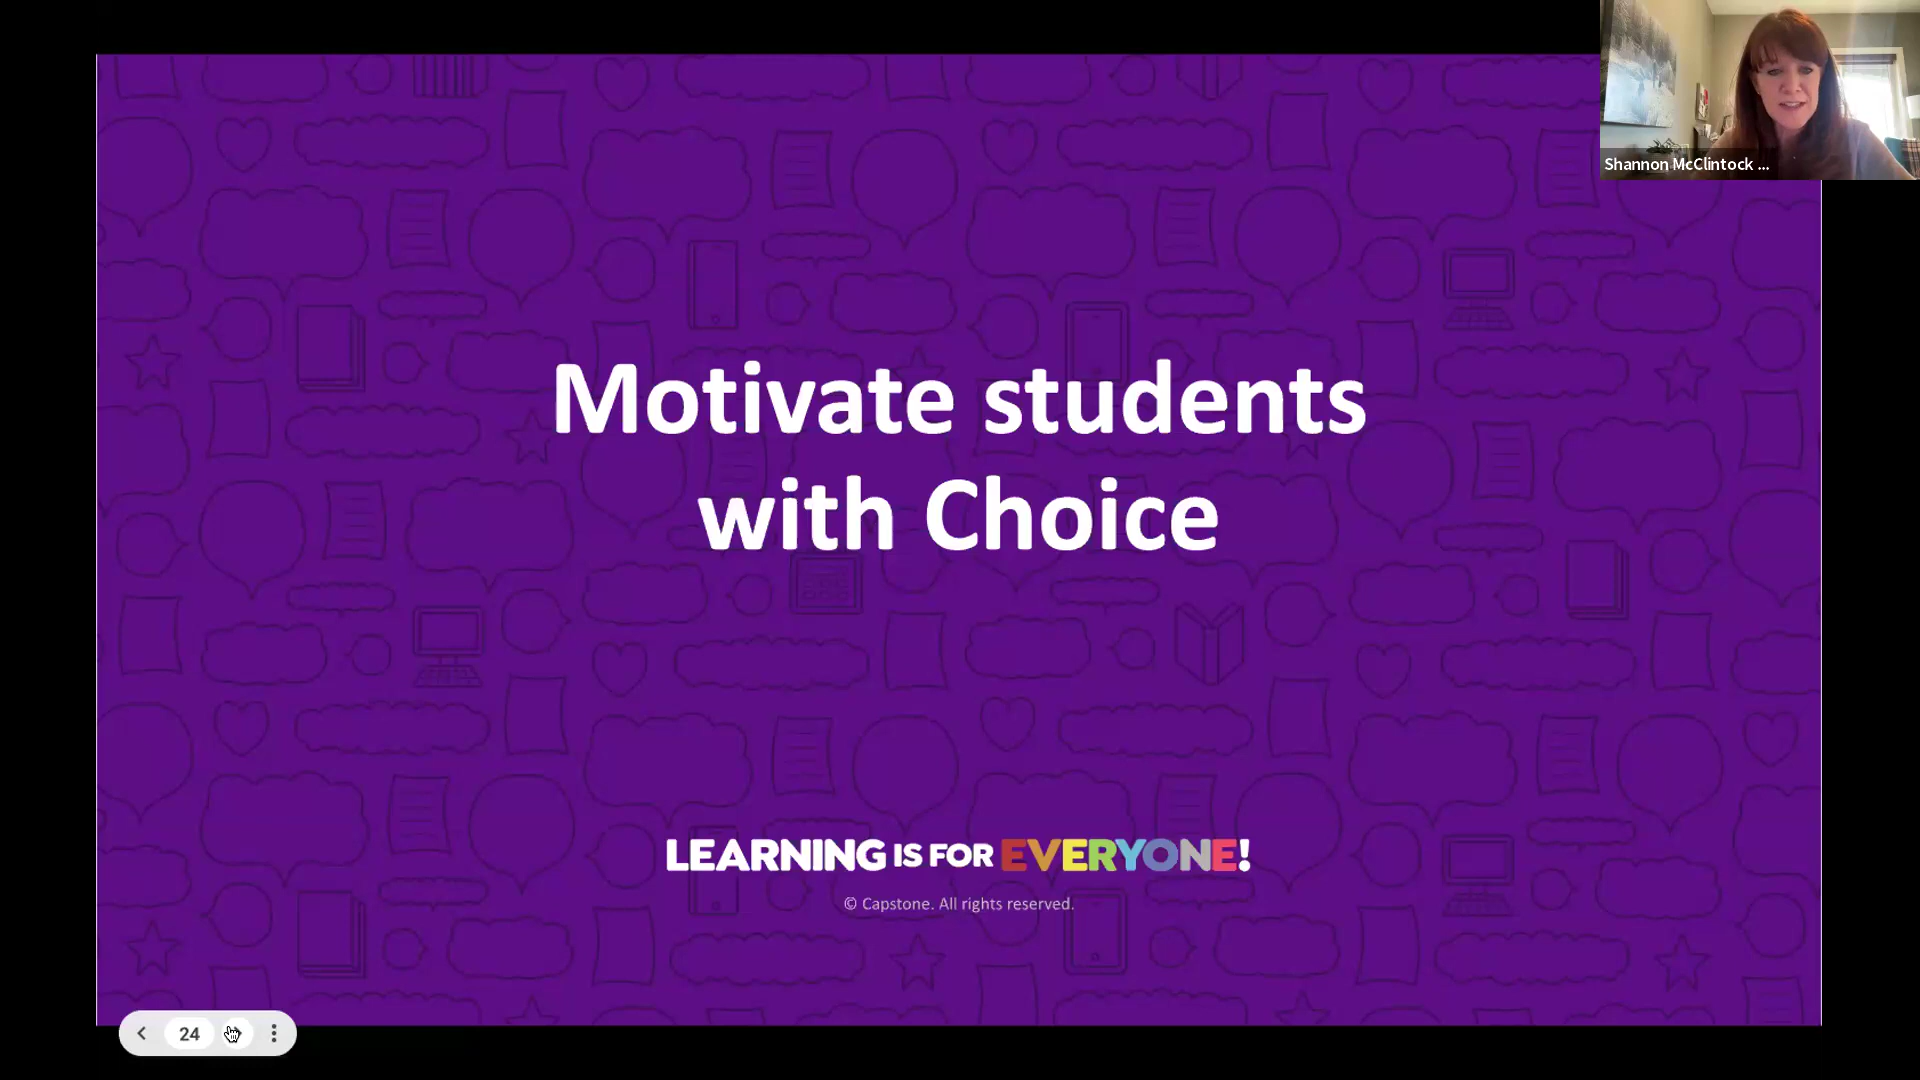 Shannon McClintock ...
Motivate students
with Choice
LEARNING IS FOR EVERYONE!
© Capstone. All rights reserved.
24